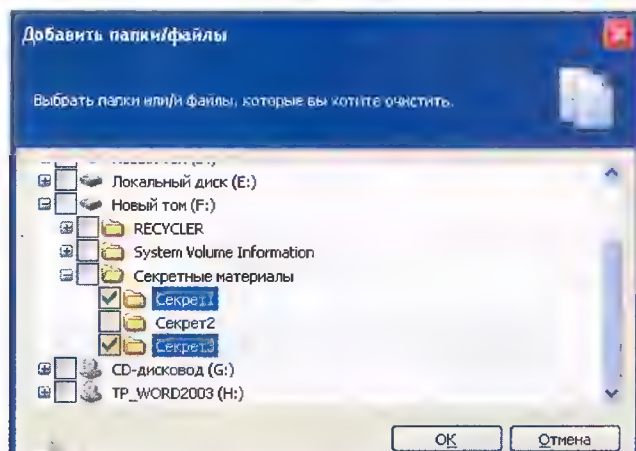 Добавить папки/файлы
Выбрать папки или/и файлы, которые вы хотите очистить.
Локальный диск (E:)
Новый том (F:)
RECYCLER
System Volume Information
Секретные материалы
Секрет1
Секрет2
Секрет3
CD-дисковод (G:)
TP_WORD2003 (H:)
OK Отмена